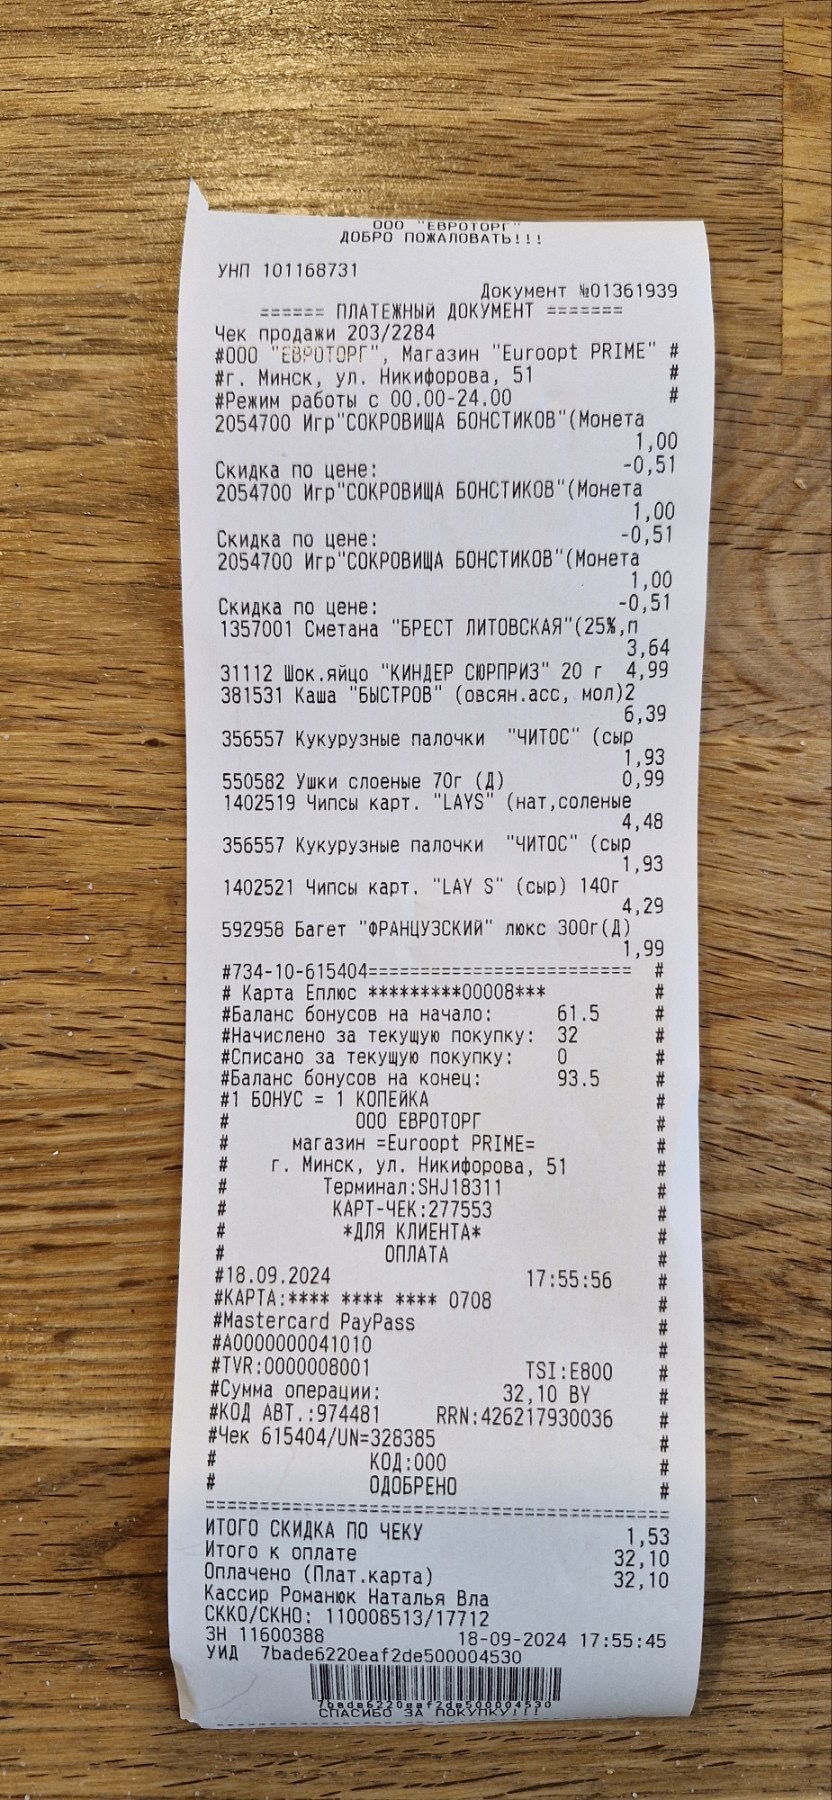 ООО "ЕВРОТОРГ"
ДОБРО ПОЖАЛОВАТЬ!!!
УНП 101168731
Документ №01361939
====== ПЛАТЕЖНЫЙ ДОКУМЕНТ =======
Чек продажи 203/2284
#ООО "ЕВРОТОРГ", Магазин "Euroopt PRIME" #
#г. Минск, ул. Никифорова, 51 #
#Режим работы с 00.00-24.00 #
2054700 Игр"СОКРОВИЩА БОНСТИКОВ"(Монета
1,00
Скидка по цене: -0,51
2054700 Игр"СОКРОВИЩА БОНСТИКОВ"(Монета
1,00
Скидка по цене: -0,51
2054700 Игр"СОКРОВИЩА БОНСТИКОВ"(Монета
1,00
Скидка по цене: -0,51
1357001 Сметана "БРЕСТ ЛИТОВСКАЯ"(25%,п
3,64
31112 Шок.яйцо "КИНДЕР СЮРПРИЗ" 20 г 4,99
381531 Каша "БЫСТРОВ" (овсян.асс, мол)2
6,39
356557 Кукурузные палочки "ЧИТОС" (сыр
1,93
550582 Ушки слоеные 70г (Д) 0,99
1402519 Чипсы карт. "LAYS" (нат,соленые
4,48
356557 Кукурузные палочки "ЧИТОС" (сыр
1,93
1402521 Чипсы карт. "LAY S" (сыр) 140г
4,29
592958 Багет "ФРАНЦУЗСКИЙ" люкс 300г(Д)
1,99
#734-10-615404========================= #
# Карта Еплюс *********00008*** #
#Баланс бонусов на начало: 61.5 #
#Начислено за текущую покупку: 32 #
#Списано за текущую покупку: 0 #
#Баланс бонусов на конец: 93.5 #
#1 БОНУС = 1 КОПЕЙКА #
# ООО ЕВРОТОРГ #
# магазин =Euroopt PRIME= #
# г. Минск, ул. Никифорова, 51 #
# Терминал:SHJ18311 #
# КАРТ-ЧЕК:277553 #
# *ДЛЯ КЛИЕНТА* #
# ОПЛАТА #
#18.09.2024 17:55:56 #
#КАРТА:**** **** **** 0708 #
#Mastercard PayPass #
#A0000000041010 #
#TVR:0000008001 TSI:E800 #
#Сумма операции: 32,10 BY #
#КОД АВТ.:974481 RRN:426217930036 #
#Чек 615404/UN=328385 #
# КОД:000 #
# ОДОБРЕНО #
==========================================
ИТОГО СКИДКА ПО ЧЕКУ 1,53
Итого к оплате 32,10
Оплачено (Плат.карта) 32,10
Кассир Романюк Наталья Вла
СККО/СКНО: 110008513/17712
ЗН 11600388 18-09-2024 17:55:45
УИД 7bade6220eaf2de500004530
7bade6220eaf2de500004530
СПАСИБО ЗА ПОКУПКУ!!!